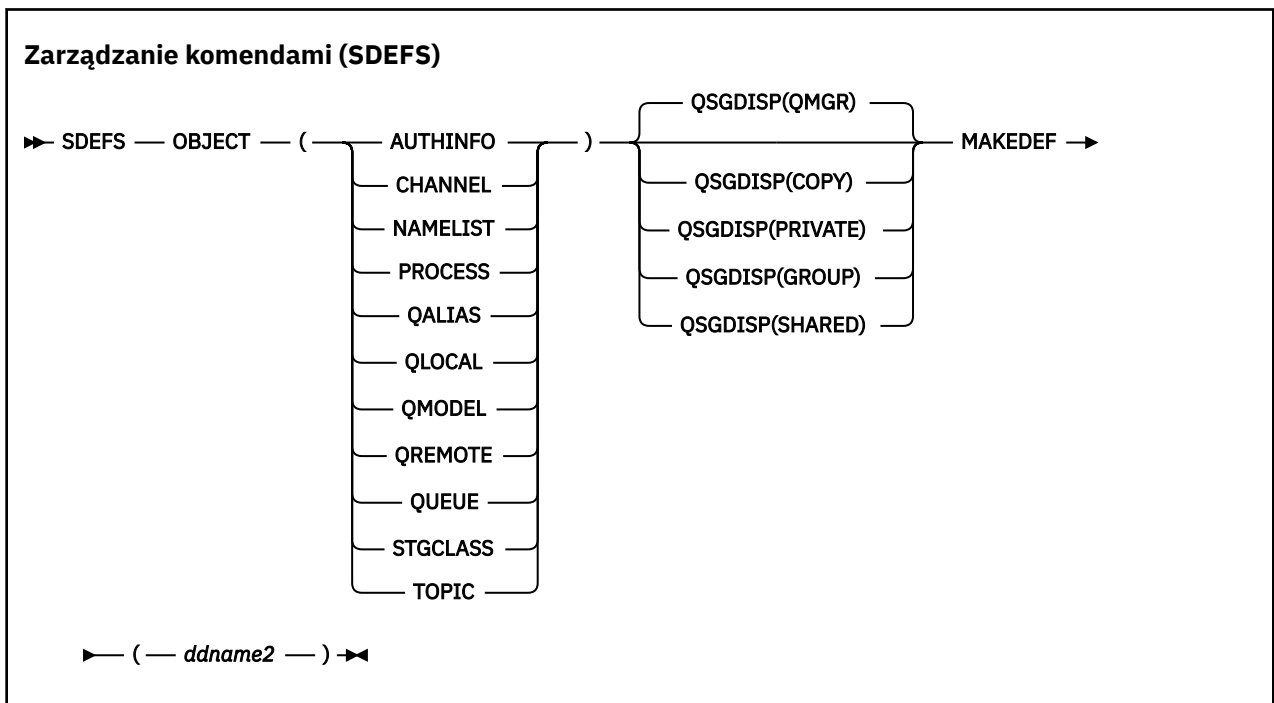 Zarządzanie komendami (SDEFS)
QSGDISP(QMGR)
SDEFS OBJECT ( AUTHINFO ) MAKEDEF
CHANNEL QSGDISP(COPY)
NAMELIST QSGDISP(PRIVATE)
PROCESS QSGDISP(GROUP)
QALIAS QSGDISP(SHARED)
QLOCAL
QMODEL
QREMOTE
QUEUE
STGCLASS
TOPIC
( ddname2 )